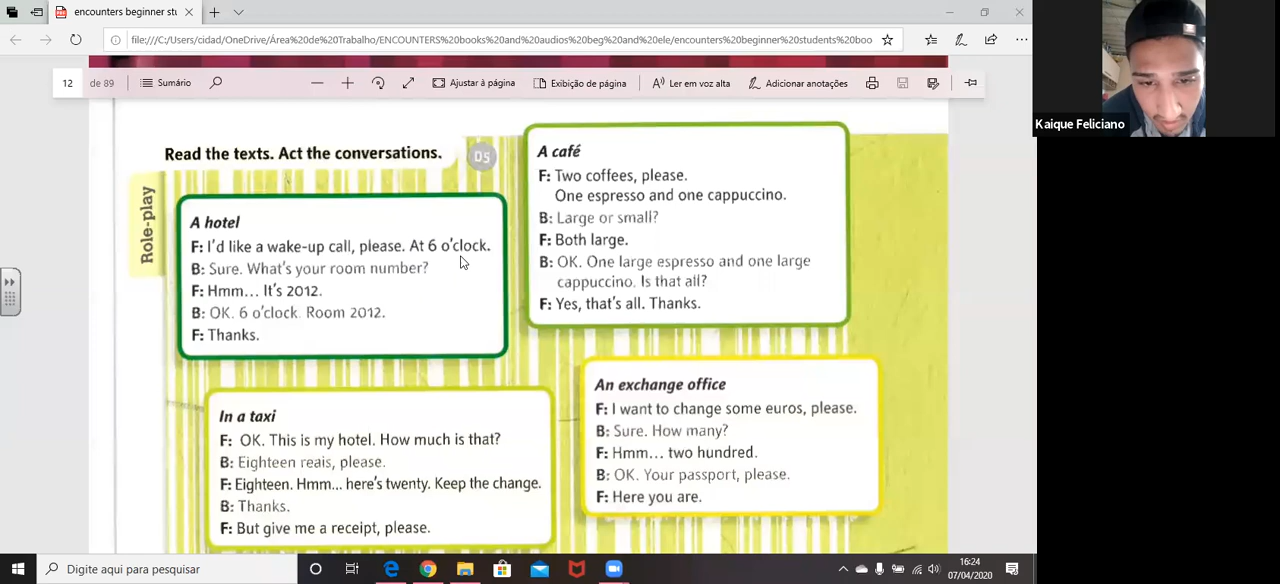 encounters beginner stu
file:///C:/Users/cidad/OneDrive/Área%20de%20Trabalho/ENCOUNTERS%20books%20and%20audios%20beg%20and%20ele/encounters%20beginner%20students%20boo
12 de 89 Sumário Ajustar à página Exibição de página Ler em voz alta Adicionar anotações
Kaique Feliciano
Read the texts. Act the conversations. D5
Role-play
A hotel
F: I'd like a wake-up call, please. At 6 o'clock.
B: Sure. What's your room number?
F: Hmm... It's 2012.
B: OK. 6 o'clock. Room 2012.
F: Thanks.
A café
F: Two coffees, please.
One espresso and one cappuccino.
B: Large or small?
F: Both large.
B: OK. One large espresso and one large
cappuccino. Is that all?
F: Yes, that's all. Thanks.
In a taxi
F: OK. This is my hotel. How much is that?
B: Eighteen reais, please.
F: Eighteen. Hmm... here's twenty. Keep the change.
B: Thanks.
F: But give me a receipt, please.
An exchange office
F: I want to change some euros, please.
B: Sure. How many?
F: Hmm... two hundred.
B: OK. Your passport, please.
F: Here you are.
Digite aqui para pesquisar
16:24
07/04/2020